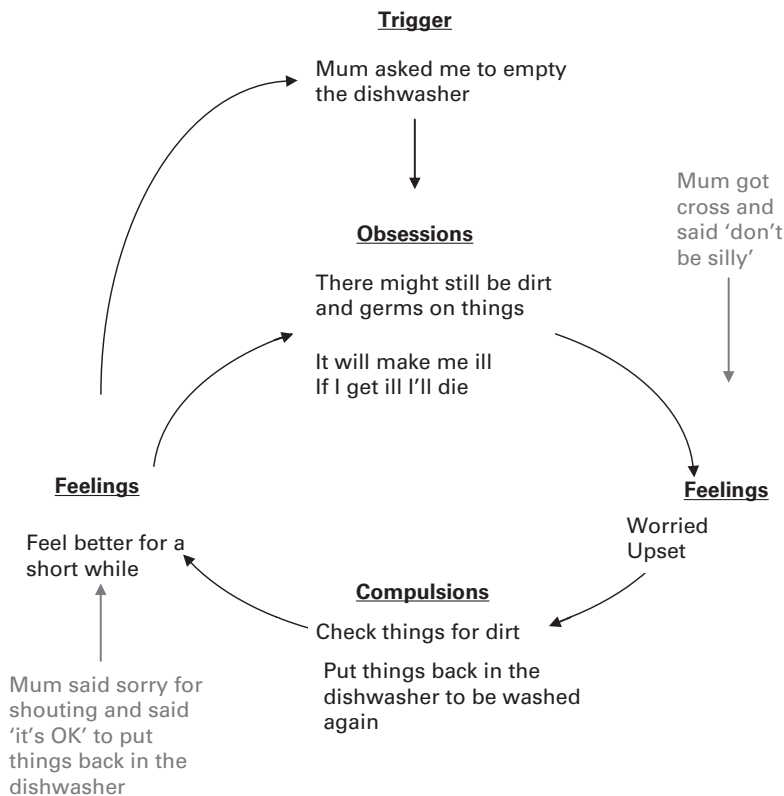 Trigger
Mum asked me to empty
the dishwasher
Mum got
cross and
said ‘don’t
be silly’
Obsessions
There might still be dirt
and germs on things
It will make me ill
If I get ill I’ll die
Feelings
Worried
Upset
Compulsions
Check things for dirt
Put things back in the
dishwasher to be washed
again
Feelings
Feel better for a
short while
Mum said sorry for
shouting and said
‘it’s OK’ to put
things back in the
dishwasher